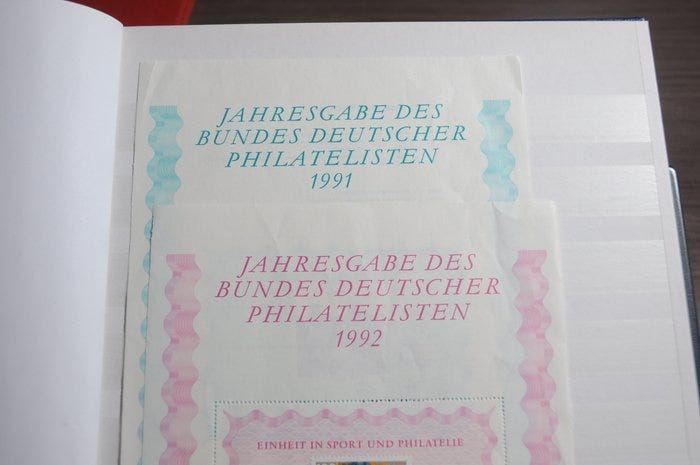 JAHRESGABE DES
BUNDES DEUTSCHER
PHILATELISTEN
1991
JAHRESGABE DES
BUNDES DEUTSCHER
PHILATELISTEN
1992
EINHEIT IN SPORT UND PHILATELIE